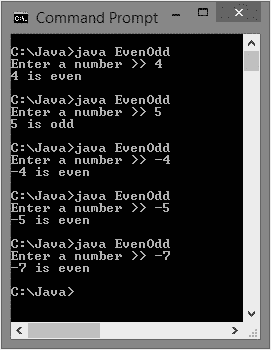 Command Prompt
C:\Java>java EvenOdd
Enter a number >> 4
4 is even
C:\Java>java EvenOdd
Enter a number >> 5
5 is odd
C:\Java>java EvenOdd
Enter a number >> -4
-4 is even
C:\Java>java EvenOdd
Enter a number >> -5
-5 is even
C:\Java>java EvenOdd
Enter a number >> -7
-7 is even
C:\Java>